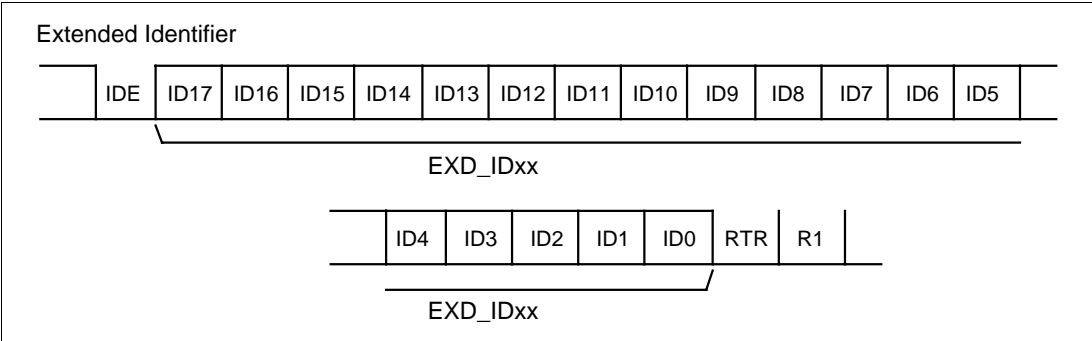 Extended Identifier
IDE ID17 ID16 ID15 ID14 ID13 ID12 ID11 ID10 ID9 ID8 ID7 ID6 ID5
EXD_IDxx
ID4 ID3 ID2 ID1 ID0 RTR R1
EXD_IDxx